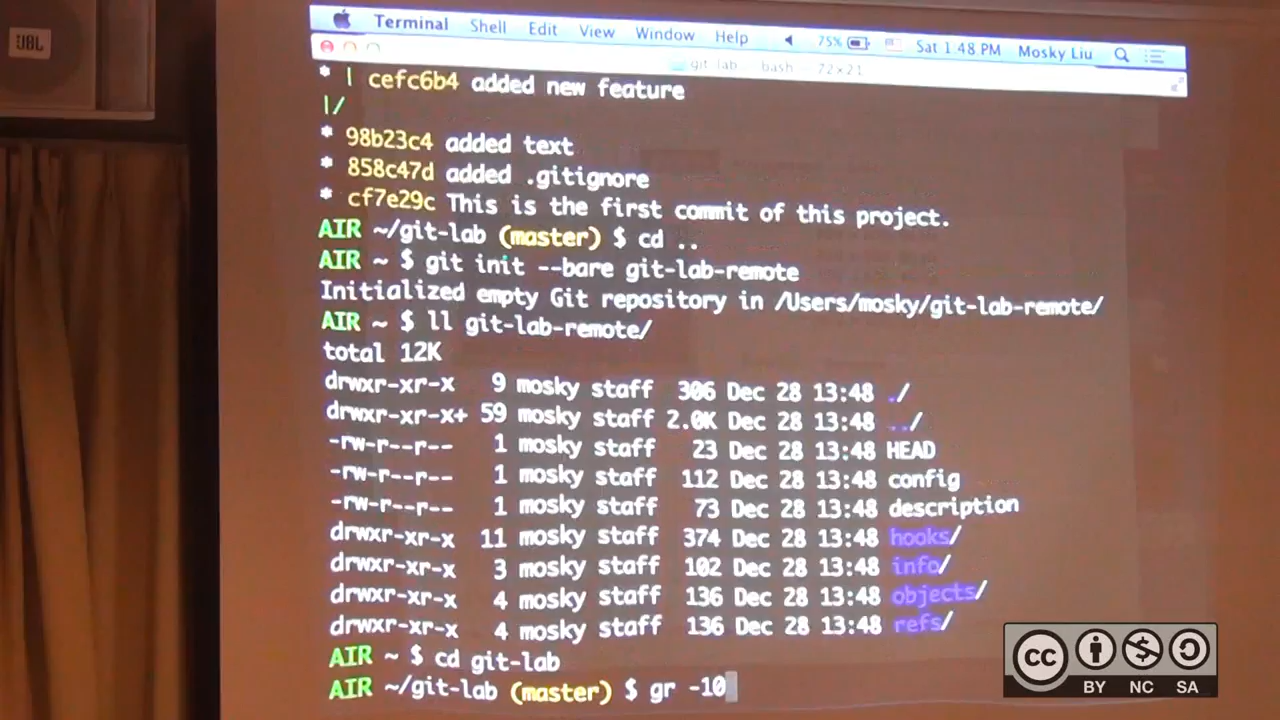 JBL
Terminal Shell Edit View Window Help 75% Sat 1:48 PM Mosky Liu
git-lab — bash — 72×21
* | cefc6b4 added new feature
|/
* 98b23c4 added text
* 858c47d added .gitignore
* cf7e29c This is the first commit of this project.
AIR ~/git-lab (master) $ cd ..
AIR ~ $ git init --bare git-lab-remote
Initialized empty Git repository in /Users/mosky/git-lab-remote/
AIR ~ $ ll git-lab-remote/
total 12K
drwxr-xr-x 9 mosky staff 306 Dec 28 13:48 ./
drwxr-xr-x+ 59 mosky staff 2.0K Dec 28 13:48 ../
-rw-r--r-- 1 mosky staff 23 Dec 28 13:48 HEAD
-rw-r--r-- 1 mosky staff 112 Dec 28 13:48 config
-rw-r--r-- 1 mosky staff 73 Dec 28 13:48 description
drwxr-xr-x 11 mosky staff 374 Dec 28 13:48 hooks/
drwxr-xr-x 3 mosky staff 102 Dec 28 13:48 info/
drwxr-xr-x 4 mosky staff 136 Dec 28 13:48 objects/
drwxr-xr-x 4 mosky staff 136 Dec 28 13:48 refs/
AIR ~ $ cd git-lab
AIR ~/git-lab (master) $ gr -10
cc
BY NC SA